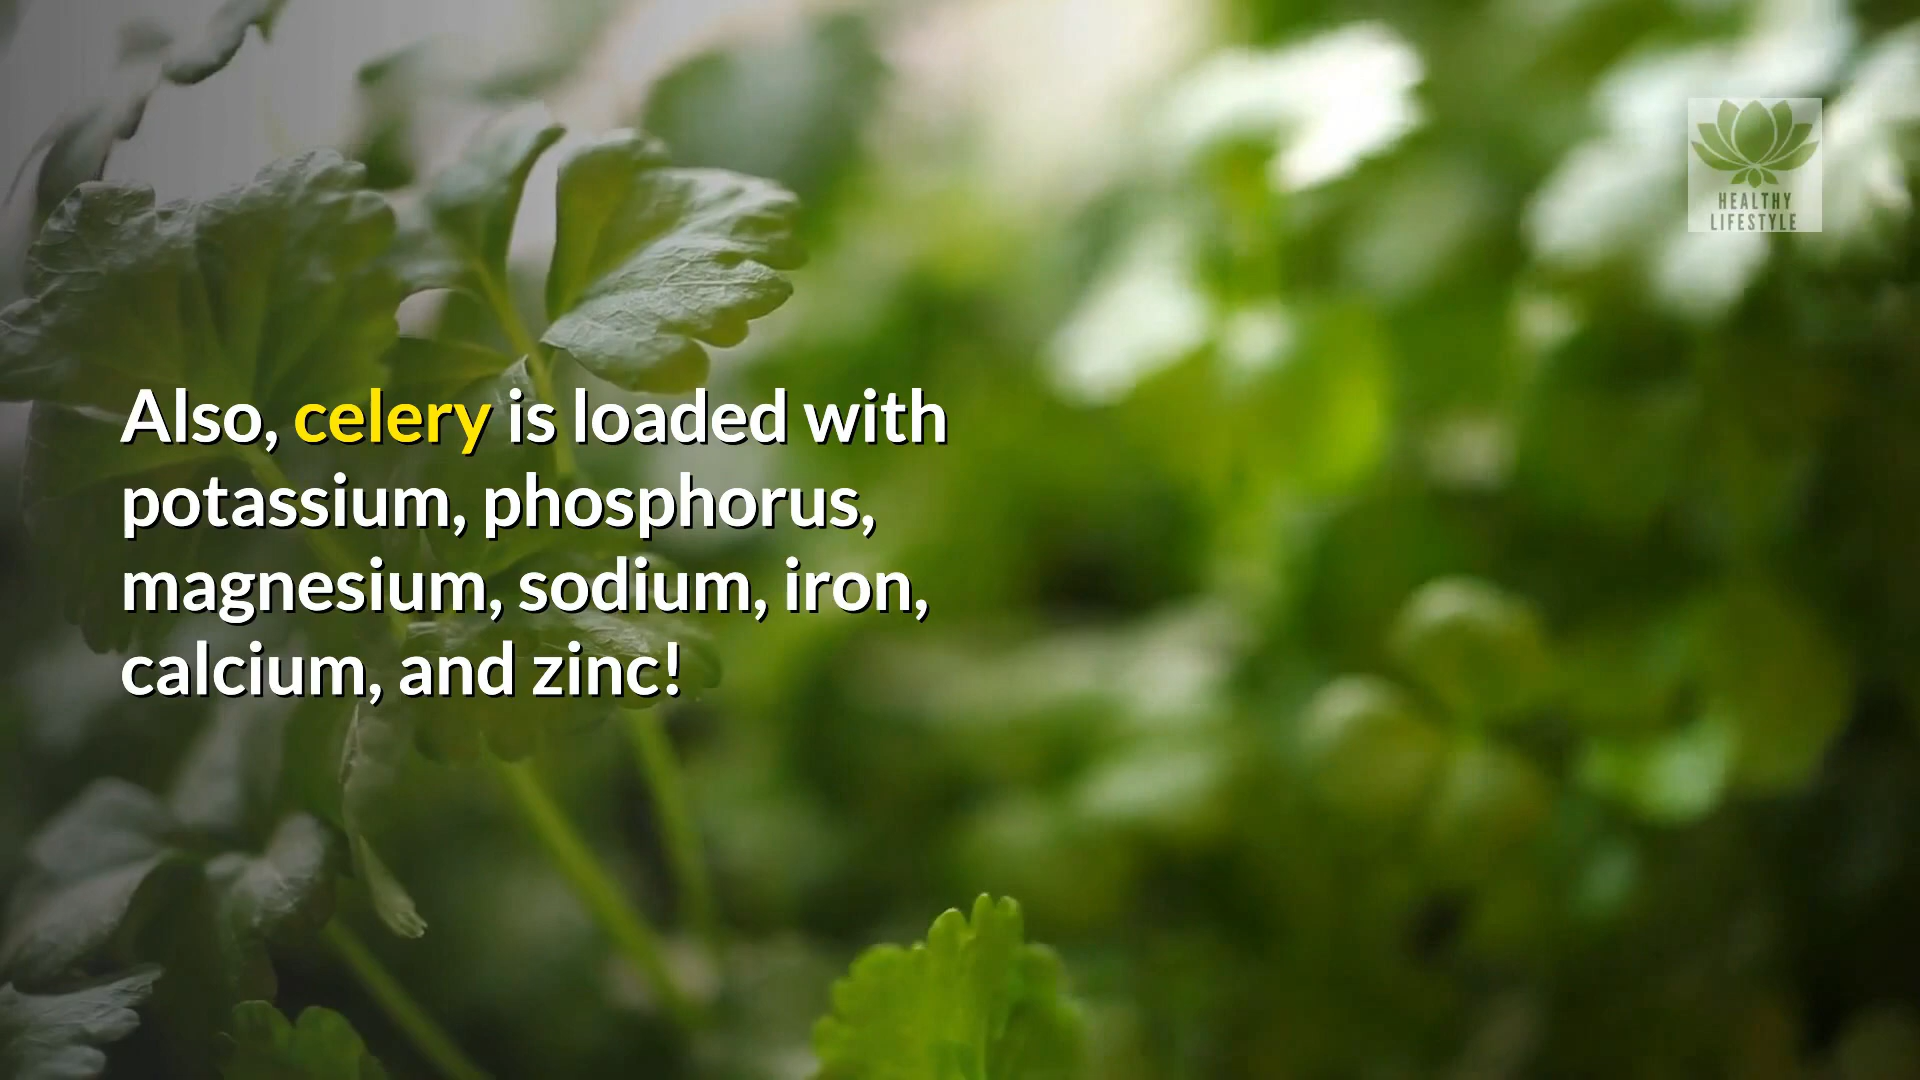 HEALTHY
LIFESTYLE
Also, celery is loaded with
potassium, phosphorus,
magnesium, sodium, iron,
calcium, and zinc!